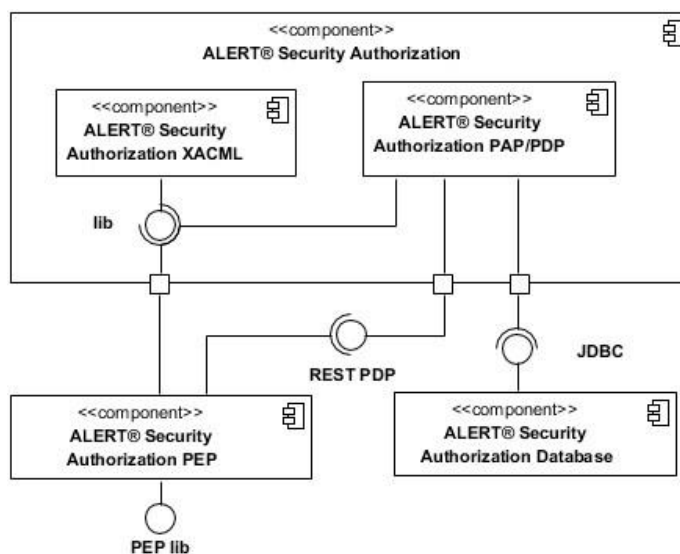 <<component>>
ALERT® Security Authorization
<<component>>
ALERT® Security
Authorization XACML
<<component>>
ALERT® Security
Authorization PAP/PDP
lib
REST PDP
JDBC
<<component>>
ALERT® Security
Authorization PEP
<<component>>
ALERT® Security
Authorization Database
PEP lib